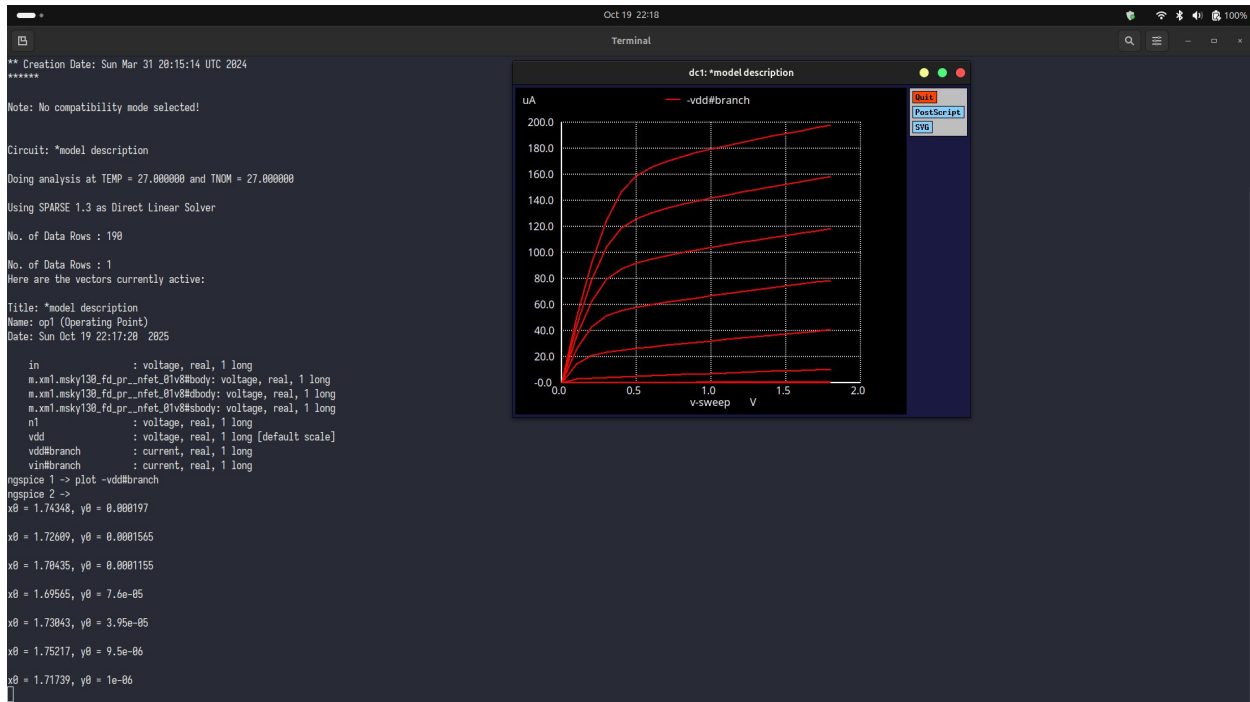 Oct 19 22:18
100%
Terminal
** Creation Date: Sun Mar 31 20:15:14 UTC 2024
******
Note: No compatibility mode selected!
Circuit: *model description
Doing analysis at TEMP = 27.000000 and TNOM = 27.000000
Using SPARSE 1.3 as Direct Linear Solver
No. of Data Rows : 190
No. of Data Rows : 1
Here are the vectors currently active:
Title: *model description
Name: op1 (Operating Point)
Date: Sun Oct 19 22:17:20  2025
in                  : voltage, real, 1 long
m.xm1.msky130_fd_pr__nfet_01v8#body: voltage, real, 1 long
m.xm1.msky130_fd_pr__nfet_01v8#dbody: voltage, real, 1 long
m.xm1.msky130_fd_pr__nfet_01v8#sbody: voltage, real, 1 long
n1                  : voltage, real, 1 long
vdd                 : voltage, real, 1 long [default scale]
vdd#branch          : current, real, 1 long
vin#branch          : current, real, 1 long
ngspice 1 -> plot -vdd#branch
ngspice 2 ->
x0 = 1.74348, y0 = 0.000197
x0 = 1.72609, y0 = 0.0001565
x0 = 1.70435, y0 = 0.0001155
x0 = 1.69565, y0 = 7.6e-05
x0 = 1.73043, y0 = 3.95e-05
x0 = 1.75217, y0 = 9.5e-06
x0 = 1.71739, y0 = 1e-06
dc1: *model description
uA
-vdd#branch
Quit
PostScript
SVG
200.0
180.0
160.0
140.0
120.0
100.0
80.0
60.0
40.0
20.0
-0.0
0.0 0.5 1.0 1.5 2.0
v-sweep V